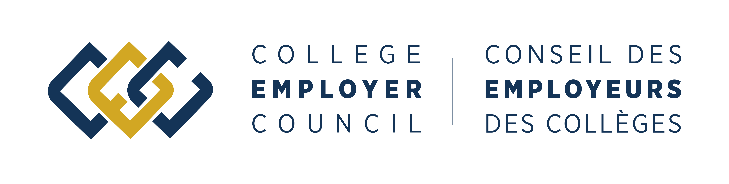 COLLEGE
EMPLOYER
COUNCIL
CONSEIL DES
EMPLOYEURS
DES COLLÈGES